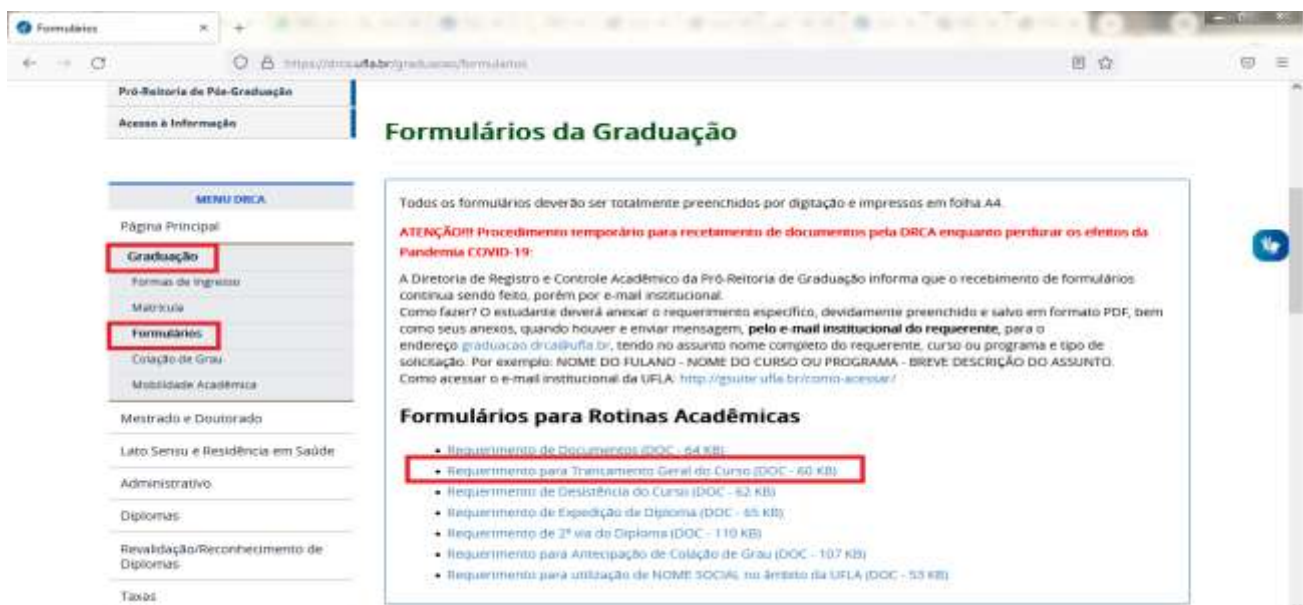 Formulários
https://drca.ufla.br/graduacao/formularios
Pró-Reitoria de Pós-Graduação
Acesso à Informação
Formulários da Graduação
MENU DRCA
Página Principal
Graduação
Formas de Ingresso
Matrícula
Formulários
Colação de Grau
Mobilidade Acadêmica
Mestrado e Doutorado
Lato Sensu e Residência em Saúde
Administrativo
Diplomas
Revalidação/Reconhecimento de
Diplomas
Taxas
Todos os formulários deverão ser totalmente preenchidos por digitação e impressos em folha A4.
ATENÇÃO!!! Procedimento temporário para recebimento de documentos pela DRCA enquanto perdurar os efeitos da
Pandemia COVID-19:
A Diretoria de Registro e Controle Acadêmico da Pró-Reitoria de Graduação informa que o recebimento de formulários
continua sendo feito, porém por e-mail institucional.
Como fazer? O estudante deverá anexar o requerimento específico, devidamente preenchido e salvo em formato PDF, bem
como seus anexos, quando houver e enviar mensagem, pelo e-mail institucional do requerente, para o
endereço graduacao.drca@ufla.br, tendo no assunto nome completo do requerente, curso ou programa e tipo de
solicitação. Por exemplo: NOME DO FULANO - NOME DO CURSO OU PROGRAMA - BREVE DESCRIÇÃO DO ASSUNTO.
Como acessar o e-mail institucional da UFLA: http://gsuite.ufla.br/como-acessar/
Formulários para Rotinas Acadêmicas
• Requerimento de Documentos (DOC - 64 KB)
• Requerimento para Trancamento Geral do Curso (DOC - 60 KB)
• Requerimento de Desistência do Curso (DOC - 62 KB)
• Requerimento de Expedição de Diploma (DOC - 65 KB)
• Requerimento de 2ª via do Diploma (DOC - 110 KB)
• Requerimento para Antecipação de Colação de Grau (DOC - 107 KB)
• Requerimento para utilização de NOME SOCIAL no âmbito da UFLA (DOC - 53 KB)